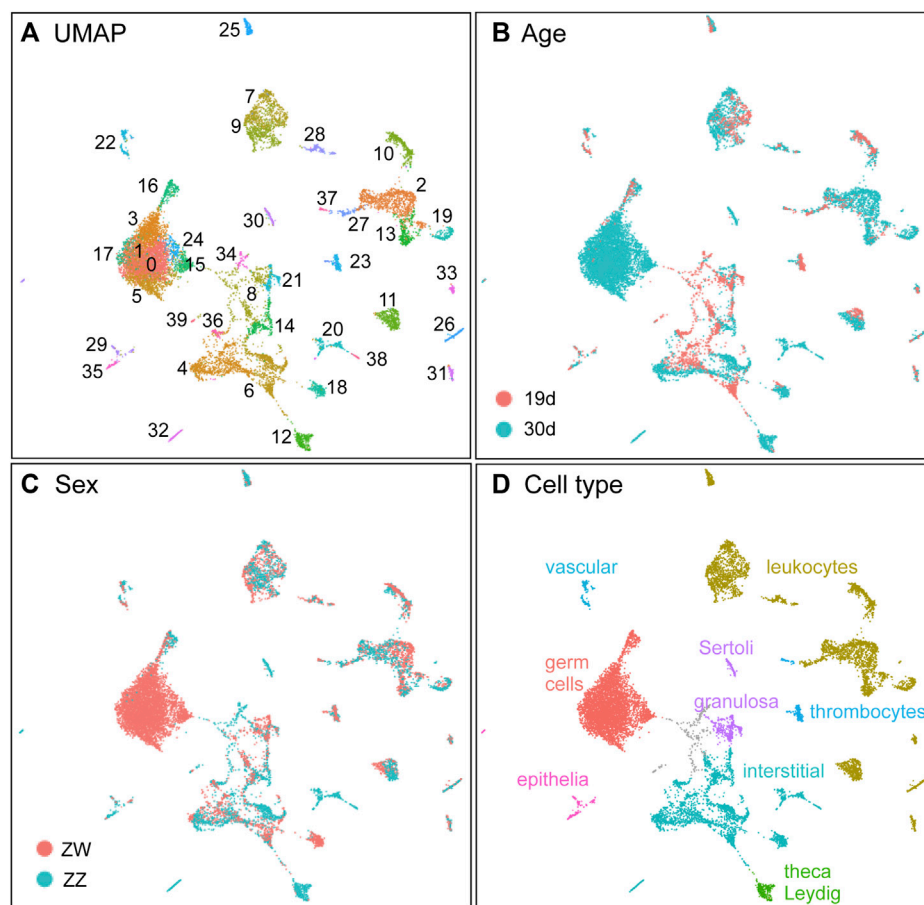 A UMAP
25
7
9
28
10
22
2
16
37
3
30
27
19
13
17
1
24
34
0
15
23
33
21
5
8
11
39
36
14
26
29
20
4
35
38
31
6
18
32
12
B Age
19d
30d
C Sex
ZW
ZZ
D Cell type
vascular
leukocytes
germ
cells
Sertoli
granulosa
thrombocytes
epithelia
interstitial
theca
Leydig